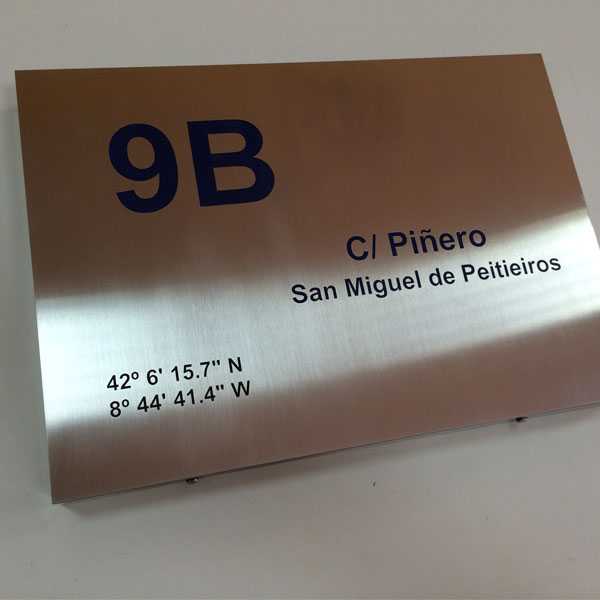 9B
C/ Piñero
San Miguel de Peitieiros
42º 6' 15.7" N
8º 44' 41.4" W